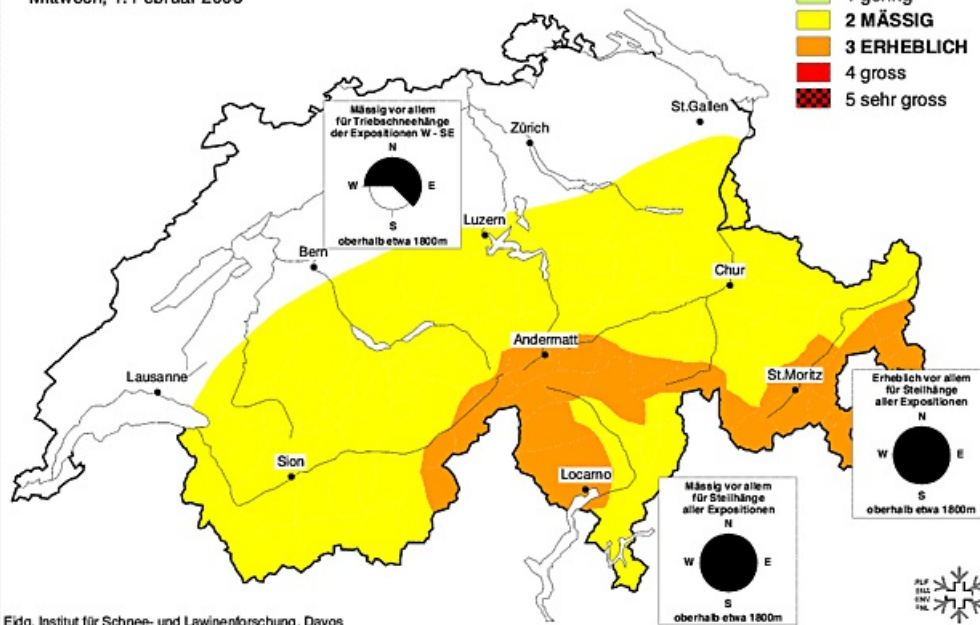 1 gering
2 MÄSSIG
3 ERHEBLICH
4 gross
5 sehr gross
St.Gallen
Zürich
Mässig vor allem
für Triebschneehänge
der Expositionen W - SE
N
W E
S
oberhalb etwa 1800m
Luzern
Bern
Chur
Andermatt
Lausanne
St.Moritz
Erheblich vor allem
für Steilhänge
aller Expositionen
N
W E
S
oberhalb etwa 1800m
Sion
Locarno
Mässig vor allem
für Steilhänge
aller Expositionen
N
W E
S
oberhalb etwa 1800m
Eidg. Institut für Schnee- und Lawinenforschung, Davos